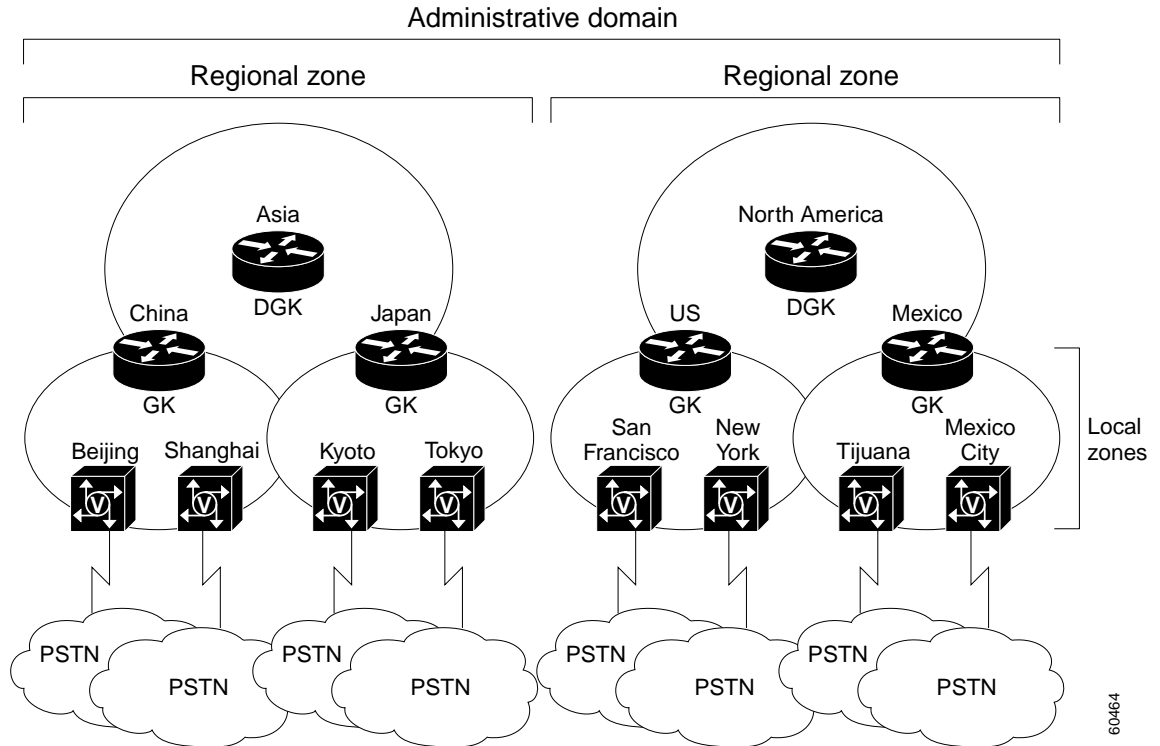 Administrative domain
Regional zone
Regional zone
Asia
North America
DGK
DGK
China
Japan
US
Mexico
GK
GK
GK
GK
Local
zones
Beijing
Shanghai
Kyoto
Tokyo
San
Francisco
New
York
Tijuana
Mexico
City
V
V
V
V
V
V
V
V
PSTN
PSTN
PSTN
PSTN
PSTN
PSTN
PSTN
PSTN
60464